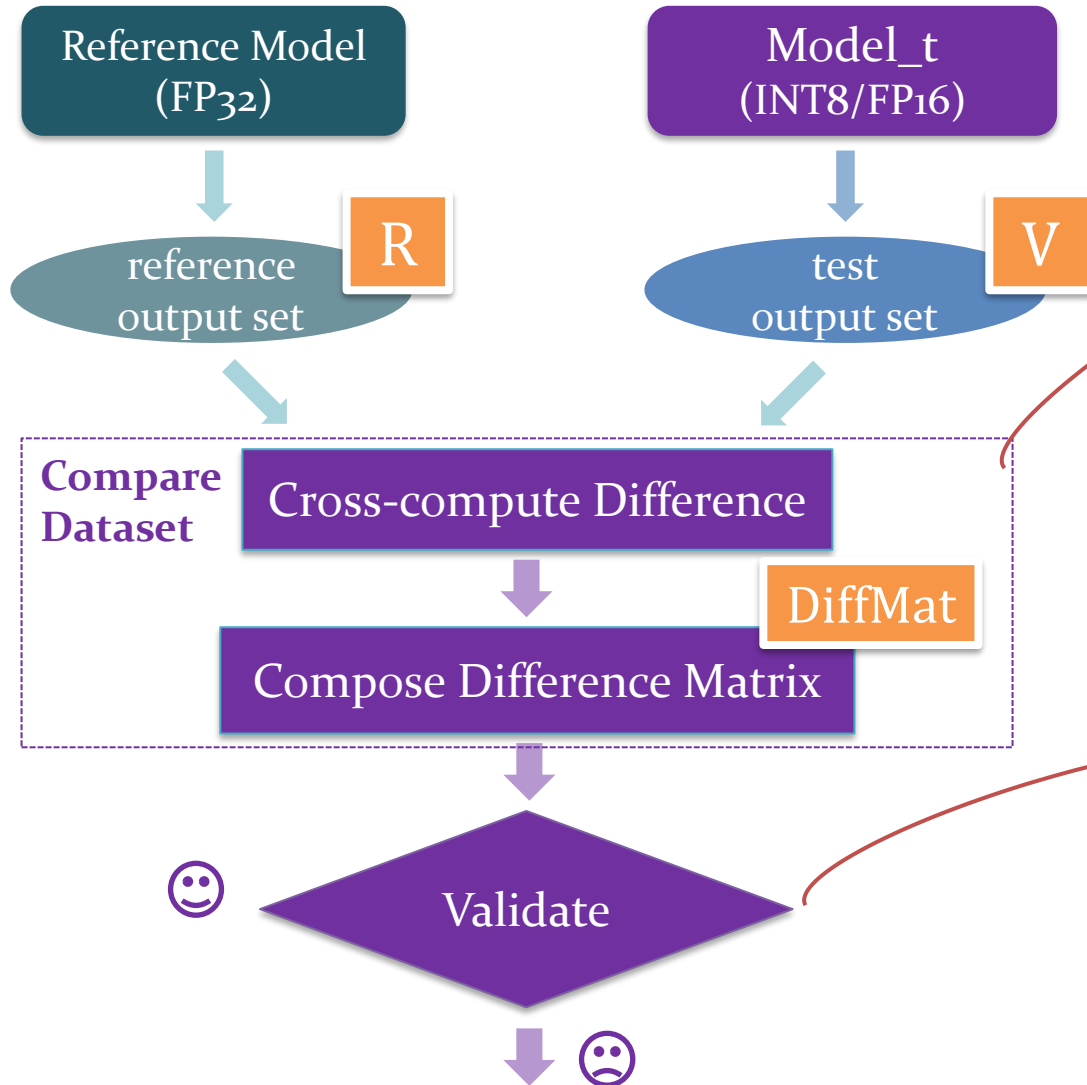 Reference Model
(FP32)
Model_t
(INT8/FP16)
R
reference
output set
V
test
output set
Compare
Dataset
Cross-compute Difference
DiffMat
Compose Difference Matrix
Validate